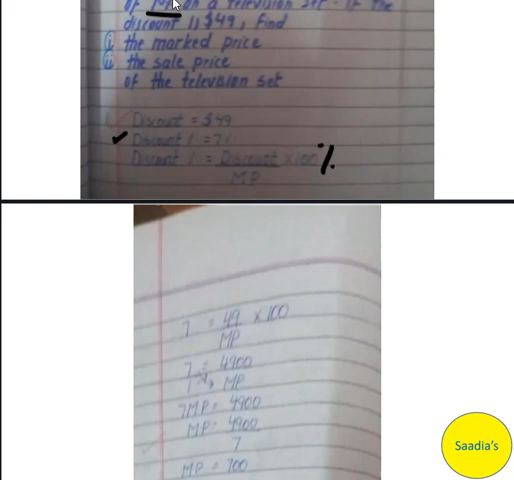 on a television set. If the
discount is $49, find
(i) the marked price
(ii) the sale price
of the television set
Discount = $49
Discount % = 7%
Discount % = Discount × 100 %
MP
7 = 49 × 100
MP
7 = 4900
1 MP
7MP = 4900
MP = 4900
7
MP = 700
Saadia's